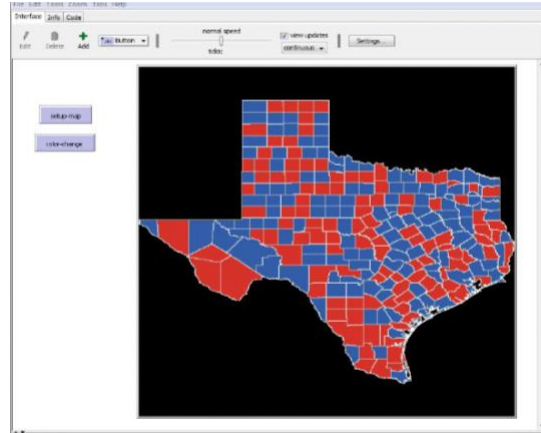 File Edit Tools Zoom Tabs Help
Interface Info Code
Edit Delete Add Button normal speed view updates
ticks: continuous Settings...
setup-map
color-change